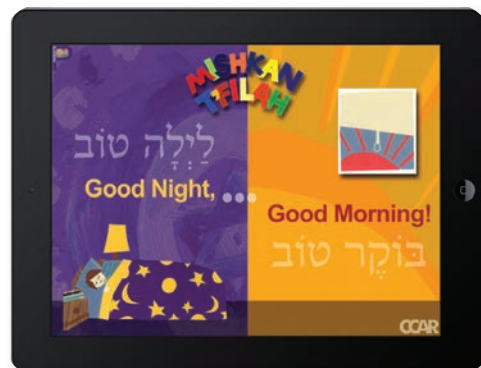 MISHKAN
T'FILAH
לַיְלָה טוֹב
Good Night,...
Good Morning!
בּוֹקֶר טוֹב
CCAR